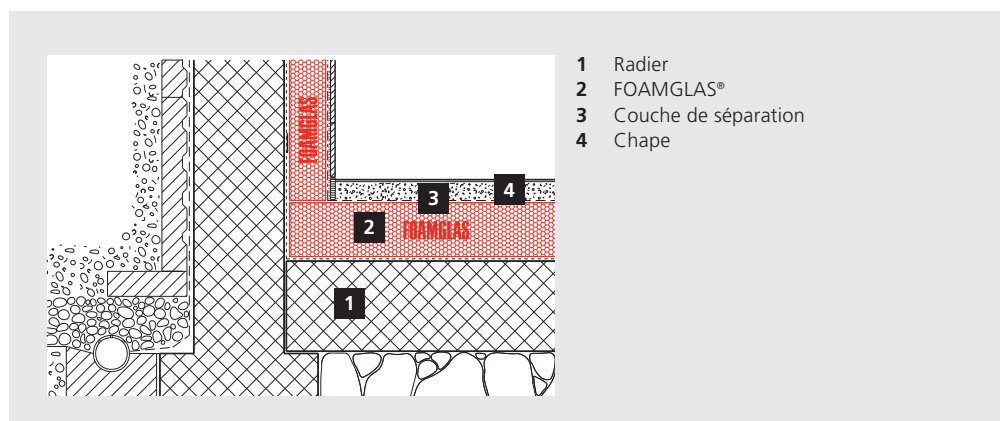 FOAMGLAS
3
4
2
FOAMGLAS
1
1 Radier
2 FOAMGLAS®
3 Couche de séparation
4 Chape